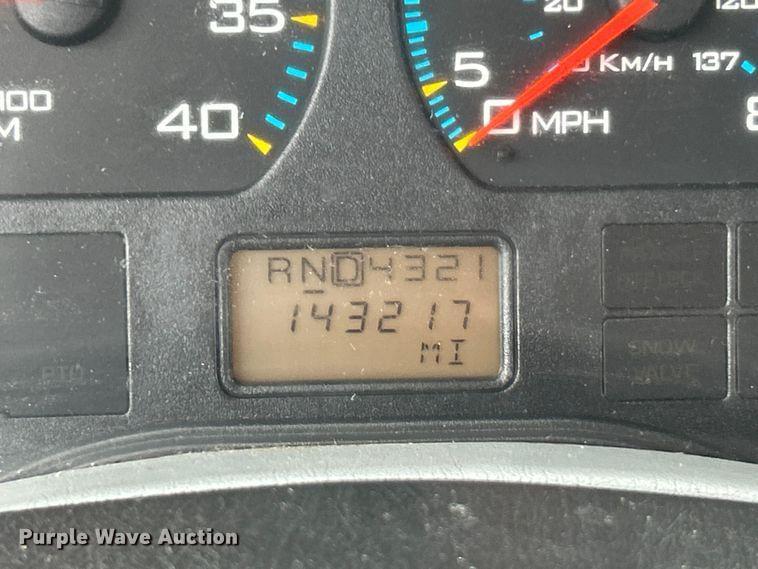 35
40
100
M
20
120
5
KM/H 137
0 MPH
8
RND4321
143217
MI
PTO
SNOW
VALVE
Purple Wave Auction